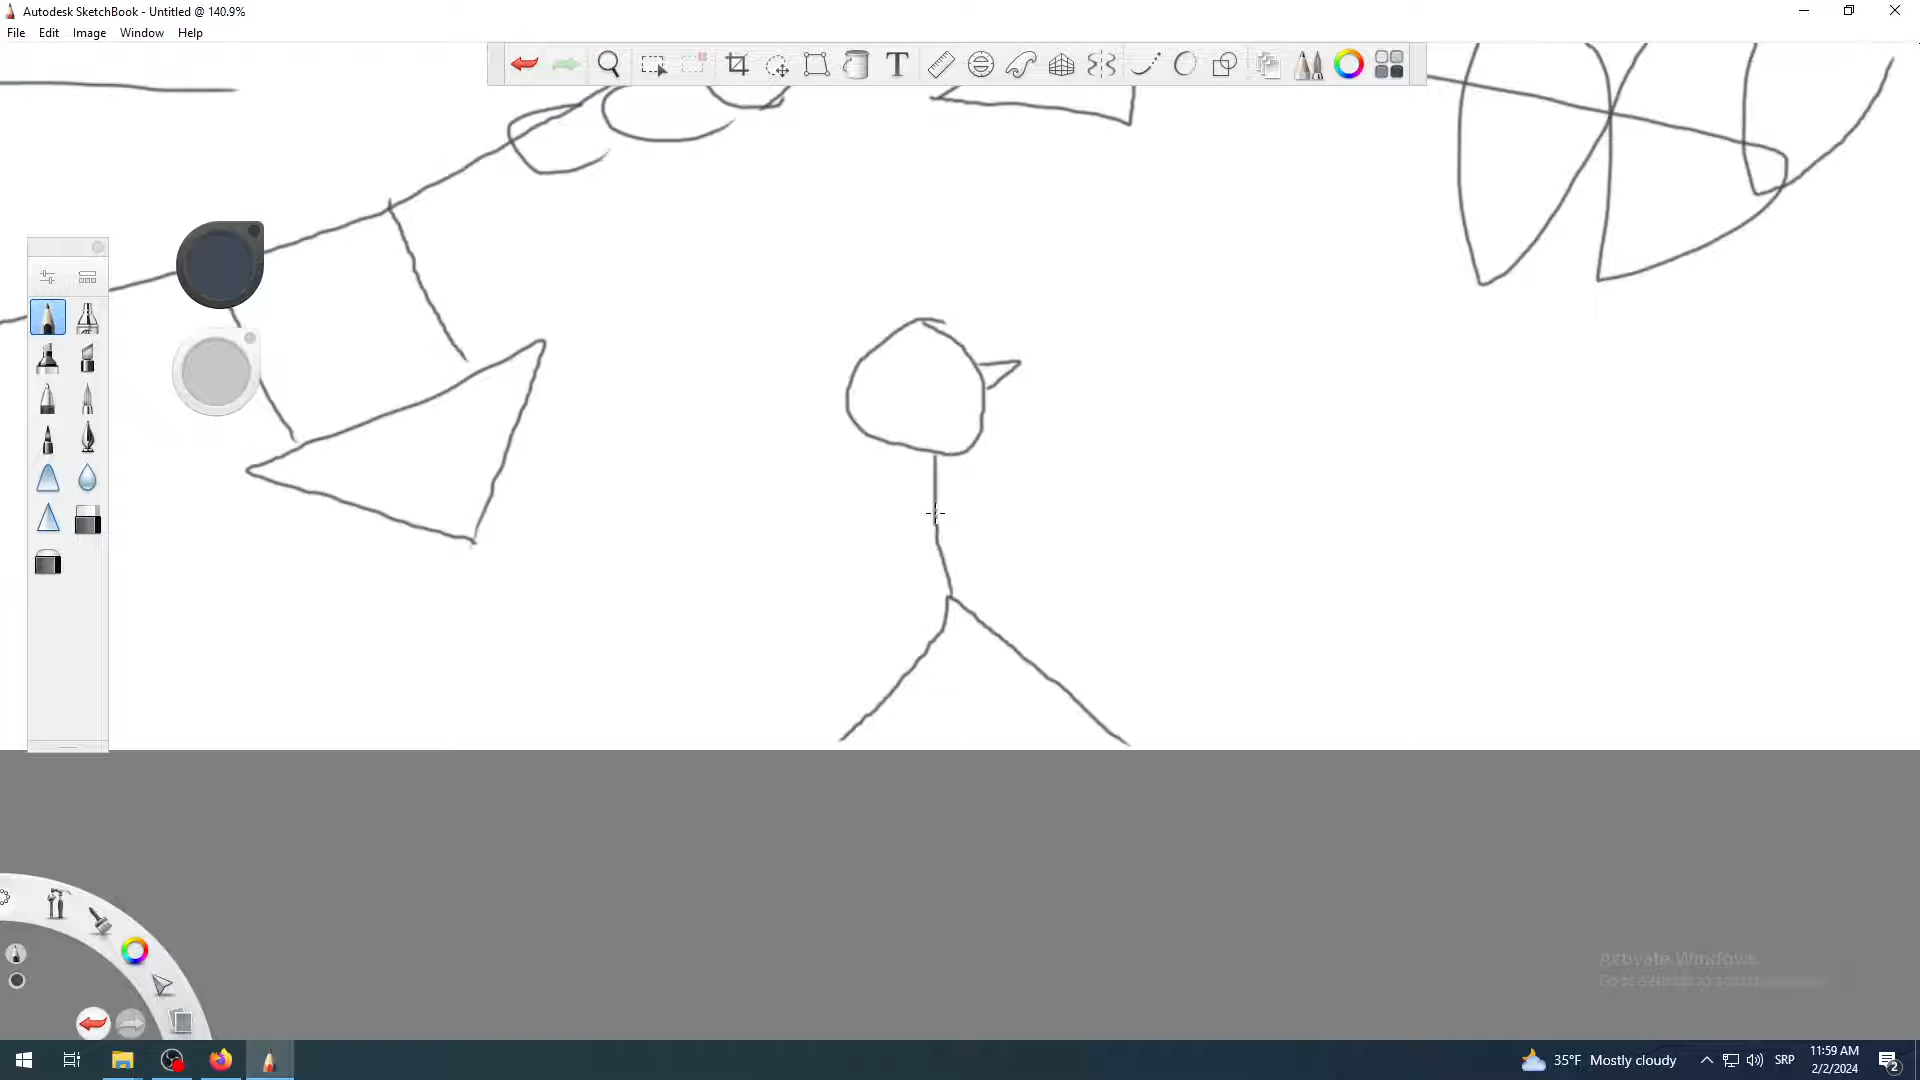 Autodesk SketchBook - Untitled @ 140.9%
File Edit Image Window Help
T
Activate Windows
35°F Mostly cloudy
SRP
11:59 AM
2/2/2024
2